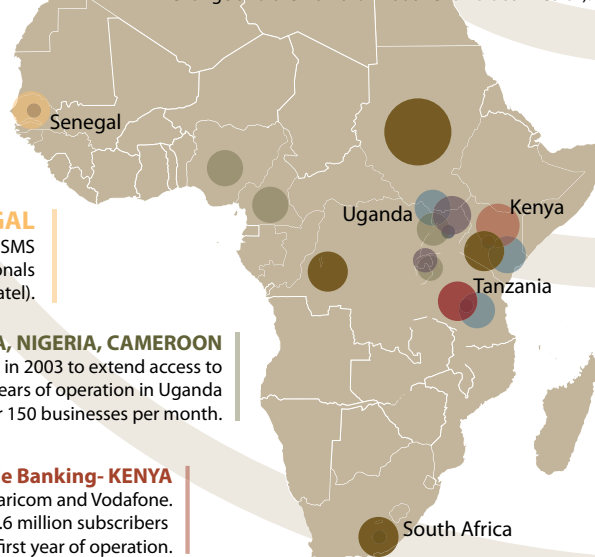 Senegal
Uganda
Kenya
Tanzania
GAL
SMS
onals
atel).
A, NIGERIA, CAMEROON
in 2003 to extend access to
ears of operation in Uganda
r 150 businesses per month.
e Banking- KENYA
aricom and Vodafone.
.6 million subscribers
first year of operation.
South Africa